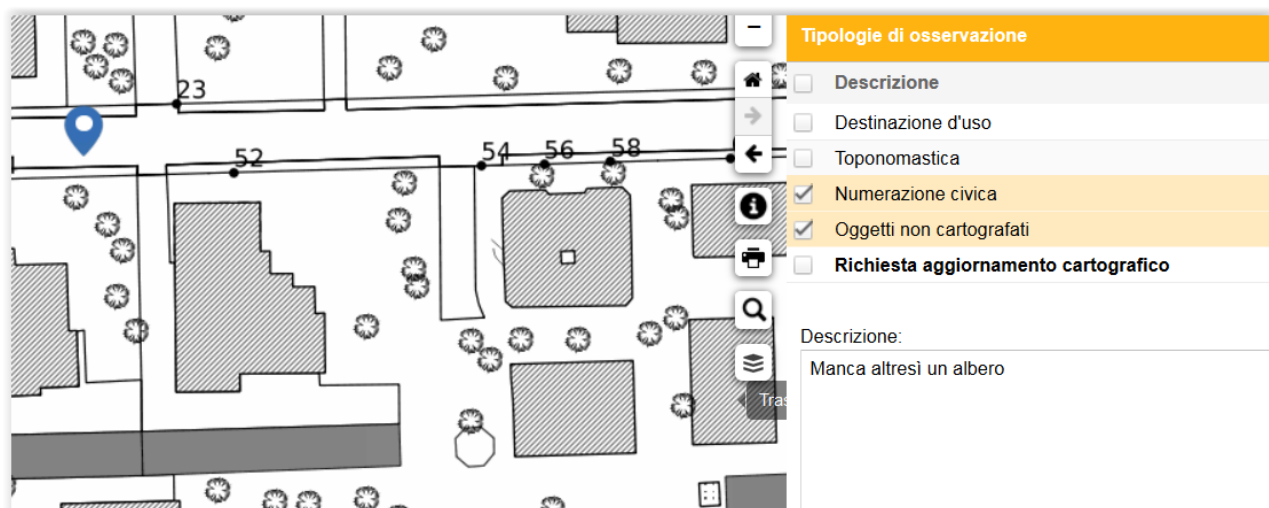 23
52
54
56
58
Tipologie di osservazione
Descrizione
Destinazione d'uso
Toponomastica
Numerazione civica
Oggetti non cartografati
Richiesta aggiornamento cartografico
Descrizione:
Manca altresì un albero
Tras